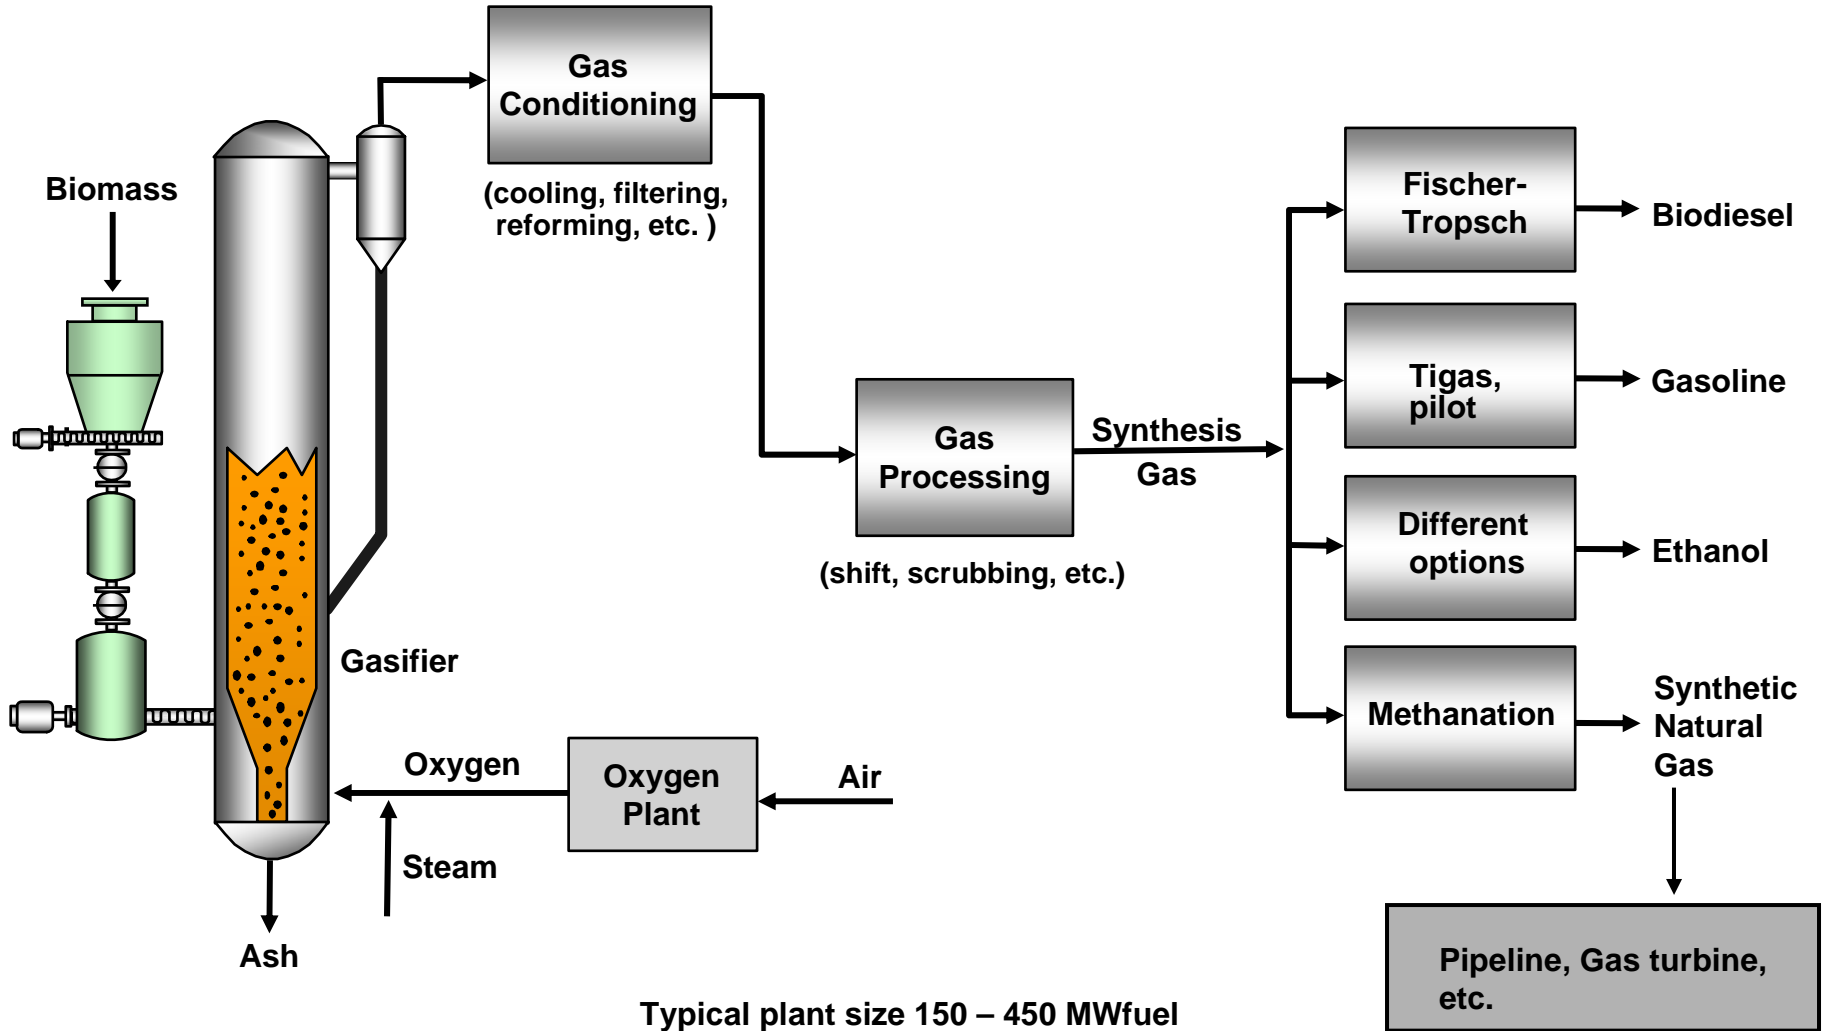 Gas
Conditioning
(cooling, filtering,
reforming, etc. )
Biomass
Fischer-
Tropsch
Biodiesel
Tigas,
pilot
Gasoline
Gas
Processing
(shift, scrubbing, etc.)
Synthesis
Gas
Different
options
Ethanol
Gasifier
Methanation
Synthetic
Natural
Gas
Oxygen
Oxygen
Plant
Air
Steam
Ash
Pipeline, Gas turbine,
etc.
Typical plant size 150 – 450 MWfuel